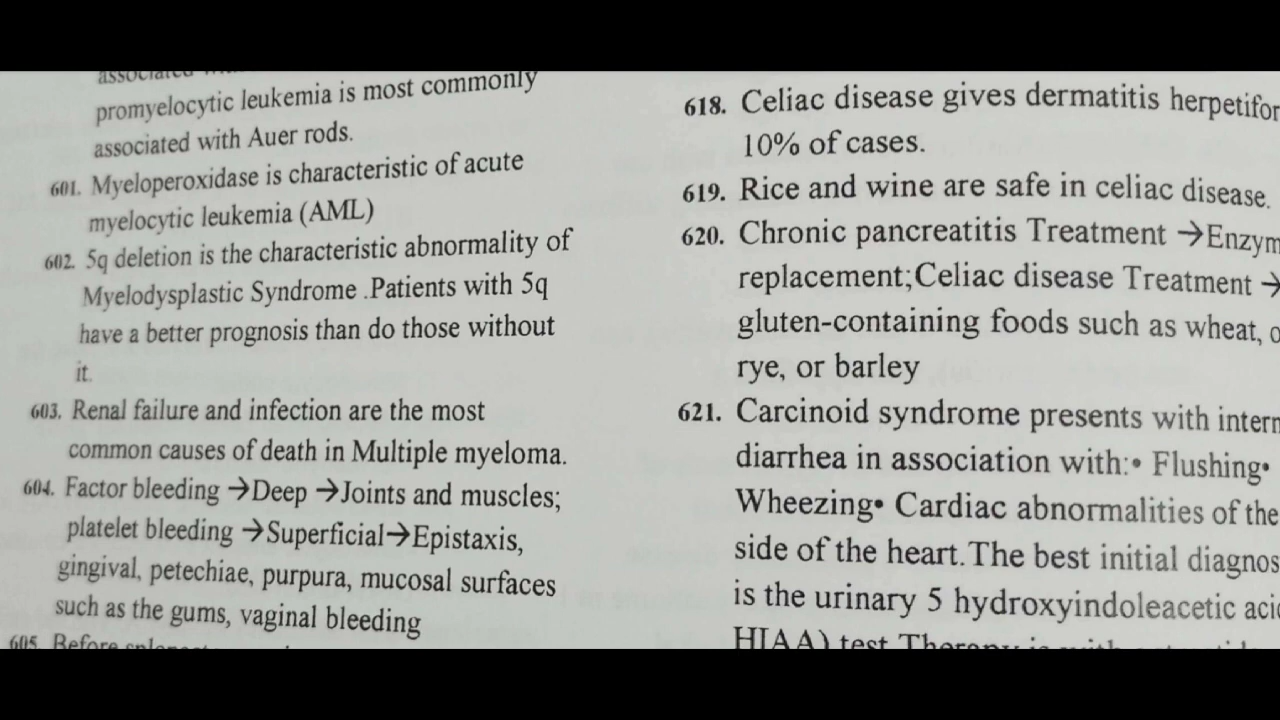 promyelocytic leukemia is most commonly
associated with Auer rods.
601. Myeloperoxidase is characteristic of acute
myelocytic leukemia (AML)
602. 5q deletion is the characteristic abnormality of
Myelodysplastic Syndrome .Patients with 5q
have a better prognosis than do those without
it.
603. Renal failure and infection are the most
common causes of death in Multiple myeloma.
604. Factor bleeding →Deep →Joints and muscles;
platelet bleeding →Superficial→Epistaxis,
gingival, petechiae, purpura, mucosal surfaces
such as the gums, vaginal bleeding
605. Before
618. Celiac disease gives dermatitis
10% of cases.
619. Rice and wine are safe in celiac disease.
620. Chronic pancreatitis Treatment →
replacement;Celiac disease Treatment →
gluten-containing foods such as wheat,
rye, or barley
621. Carcinoid syndrome presents with
diarrhea in association with:• Flushing•
Wheezing• Cardiac abnormalities of the
side of the heart.The best initial
is the urinary 5 hydroxyindoleacetic
HIAA) test Therapy is with